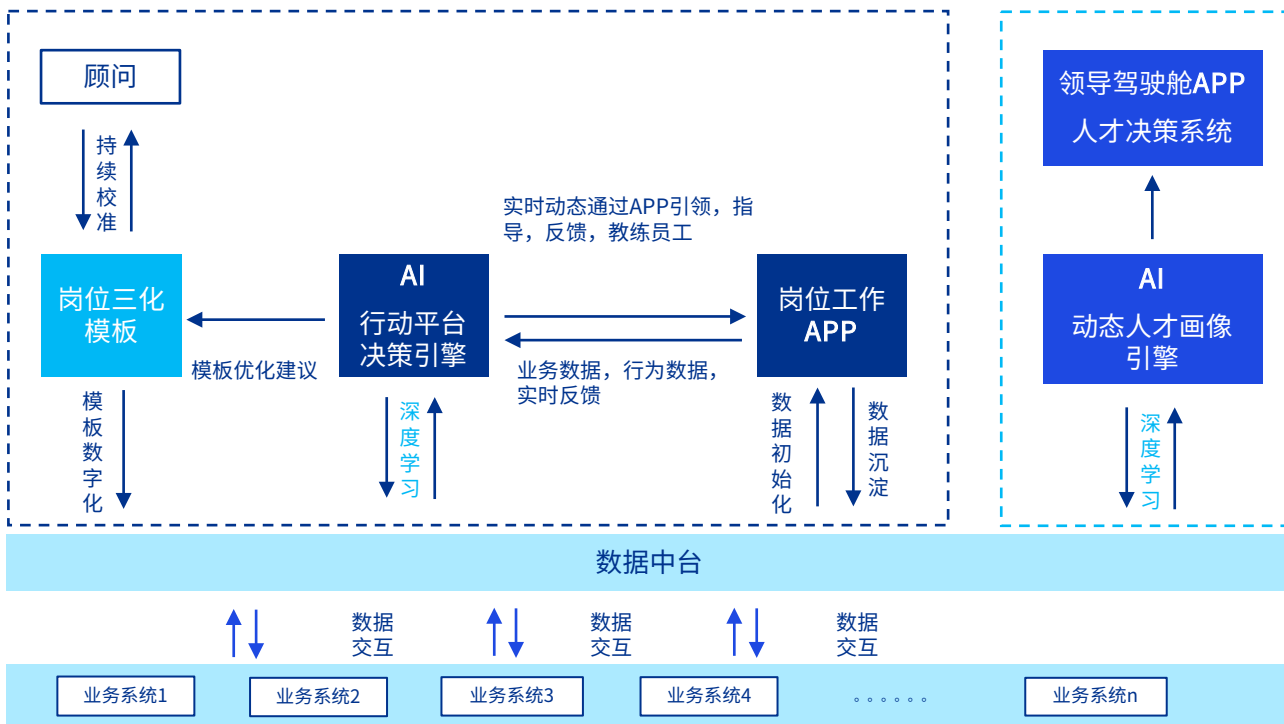 顾问
持续校准
岗位三化
模板
模板优化建议
模板数字化
AI
行动平台
决策引擎
深度学习
实时动态通过APP引领，指
导，反馈，教练员工
业务数据，行为数据，
实时反馈
岗位工作
APP
数据初始化
数据沉淀
领导驾驶舱APP
人才决策系统
AI
动态人才画像
引擎
深度学习
数据中台
数据
交互
数据
交互
数据
交互
业务系统1
业务系统2
业务系统3
业务系统4
。。。。。。
业务系统n